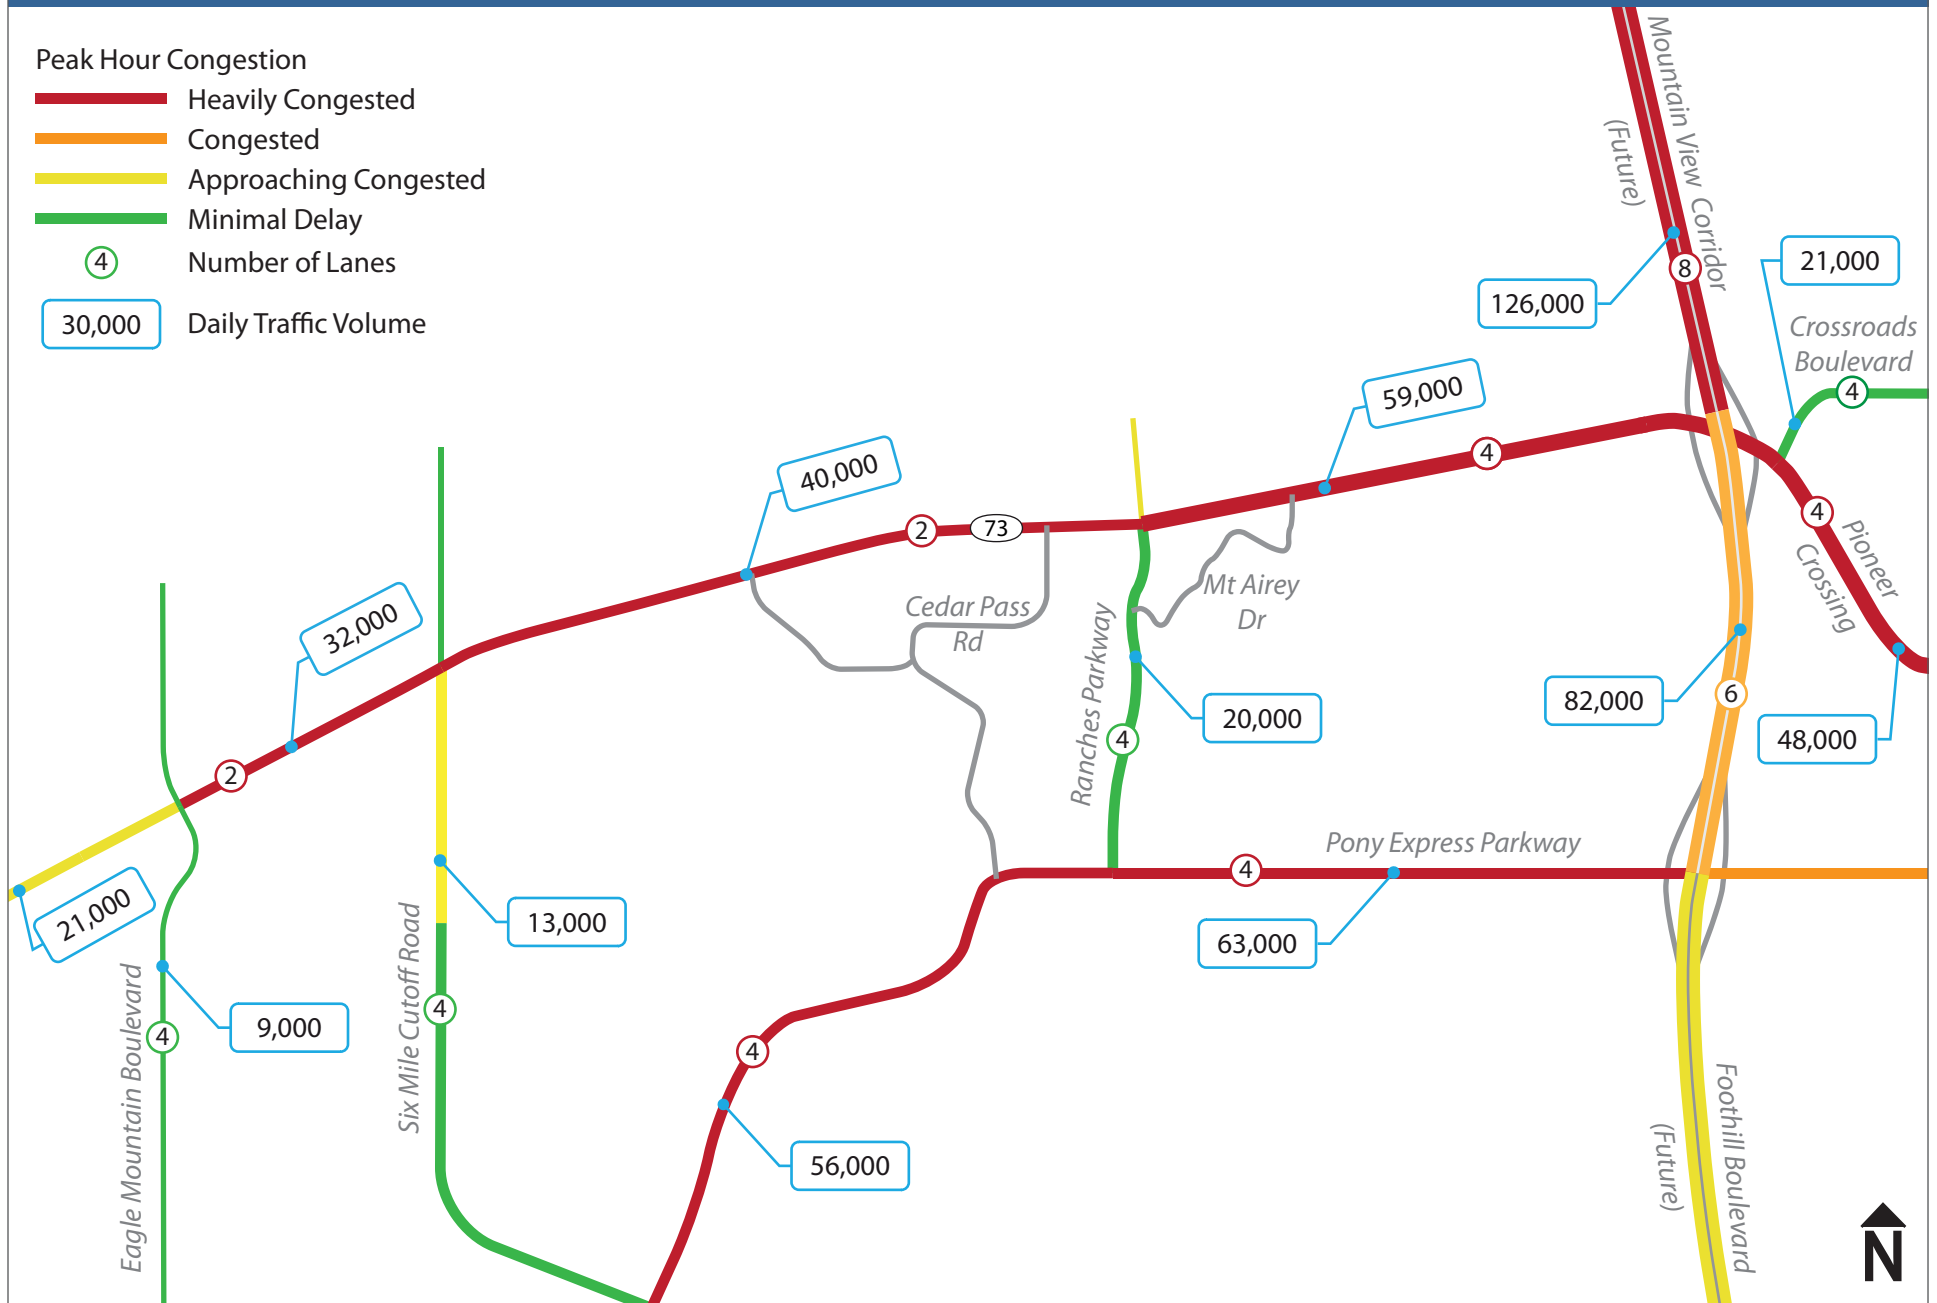 Peak Hour Congestion
Heavily Congested
Congested
Approaching Congested
Minimal Delay
4
Number of Lanes
30,000
Daily Traffic Volume
Mountain View Corridor
(Future)
8
126,000
21,000
Crossroads
Boulevard
4
59,000
4
40,000
2
73
4
Pioneer
Crossing
32,000
Cedar Pass
Rd
Mt Airey
Dr
Ranches Parkway
20,000
4
82,000
6
48,000
2
21,000
13,000
Pony Express Parkway
4
63,000
Eagle Mountain Boulevard
9,000
4
Six Mile Cutoff Road
4
4
56,000
Foothill Boulevard
(Future)
N